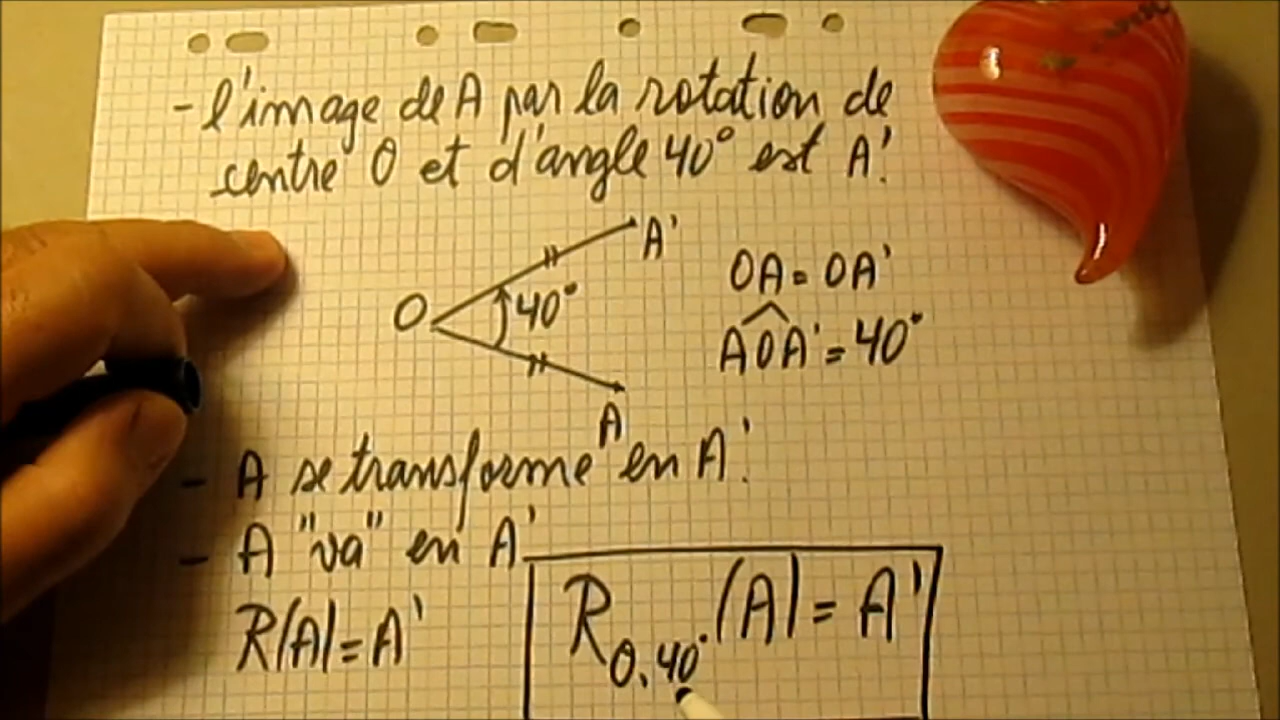 - l'image de A par la rotation de
centre O et d'angle 40° est A'.
A'
O
40°
A
OA = OA'
AOA' = 40°
- A se transforme en A'.
- A "va" en A'
R(A) = A'
R O, 40° (A) = A'